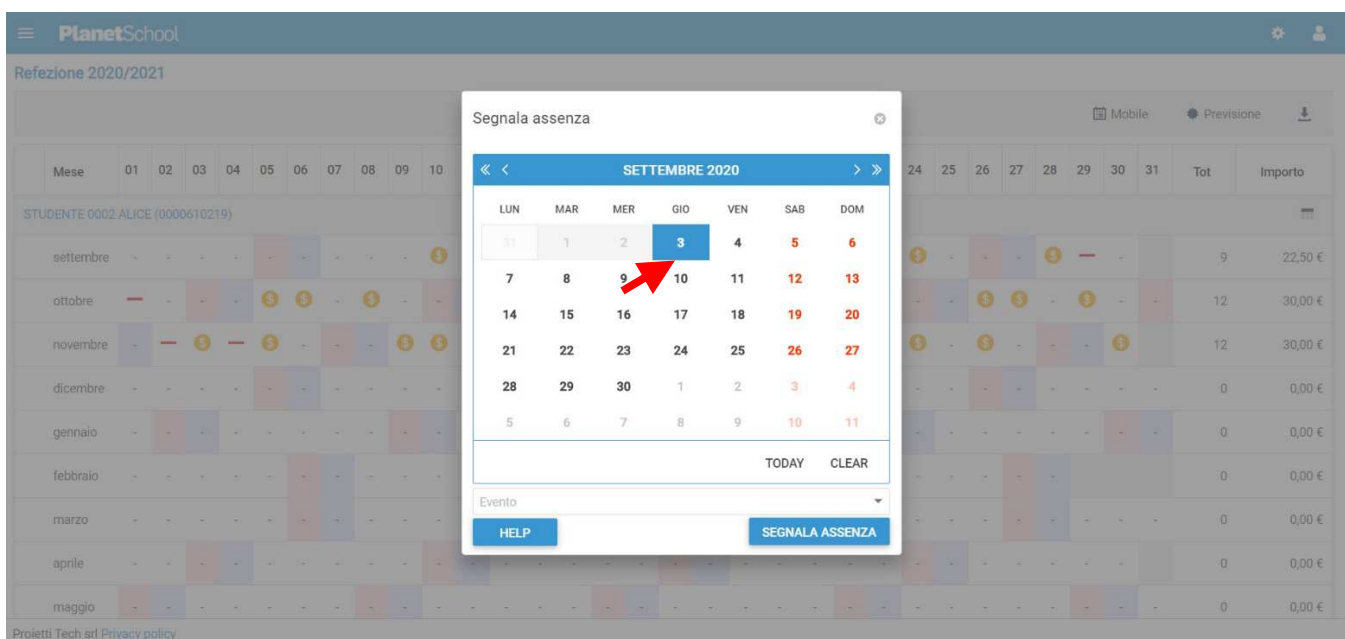 PlanetSchool
Refezione 2020/2021
Mobile Previsione
Mese 01 02 03 04 05 06 07 08 09 10 24 25 26 27 28 29 30 31 Tot Importo
STUDENTE 0002 ALICE (0000610219)
settembre 9 22,50 €
ottobre 12 30,00 €
novembre 12 30,00 €
dicembre 0 0,00 €
gennaio 0 0,00 €
febbraio 0 0,00 €
marzo 0 0,00 €
aprile 0 0,00 €
maggio 0 0,00 €
Segnala assenza
« < SETTEMBRE 2020 > »
LUN MAR MER GIO VEN SAB DOM
31 1 2 3 4 5 6
7 8 9 10 11 12 13
14 15 16 17 18 19 20
21 22 23 24 25 26 27
28 29 30 1 2 3 4
5 6 7 8 9 10 11
TODAY CLEAR
Evento
HELP SEGNALA ASSENZA
Proietti Tech srl Privacy policy